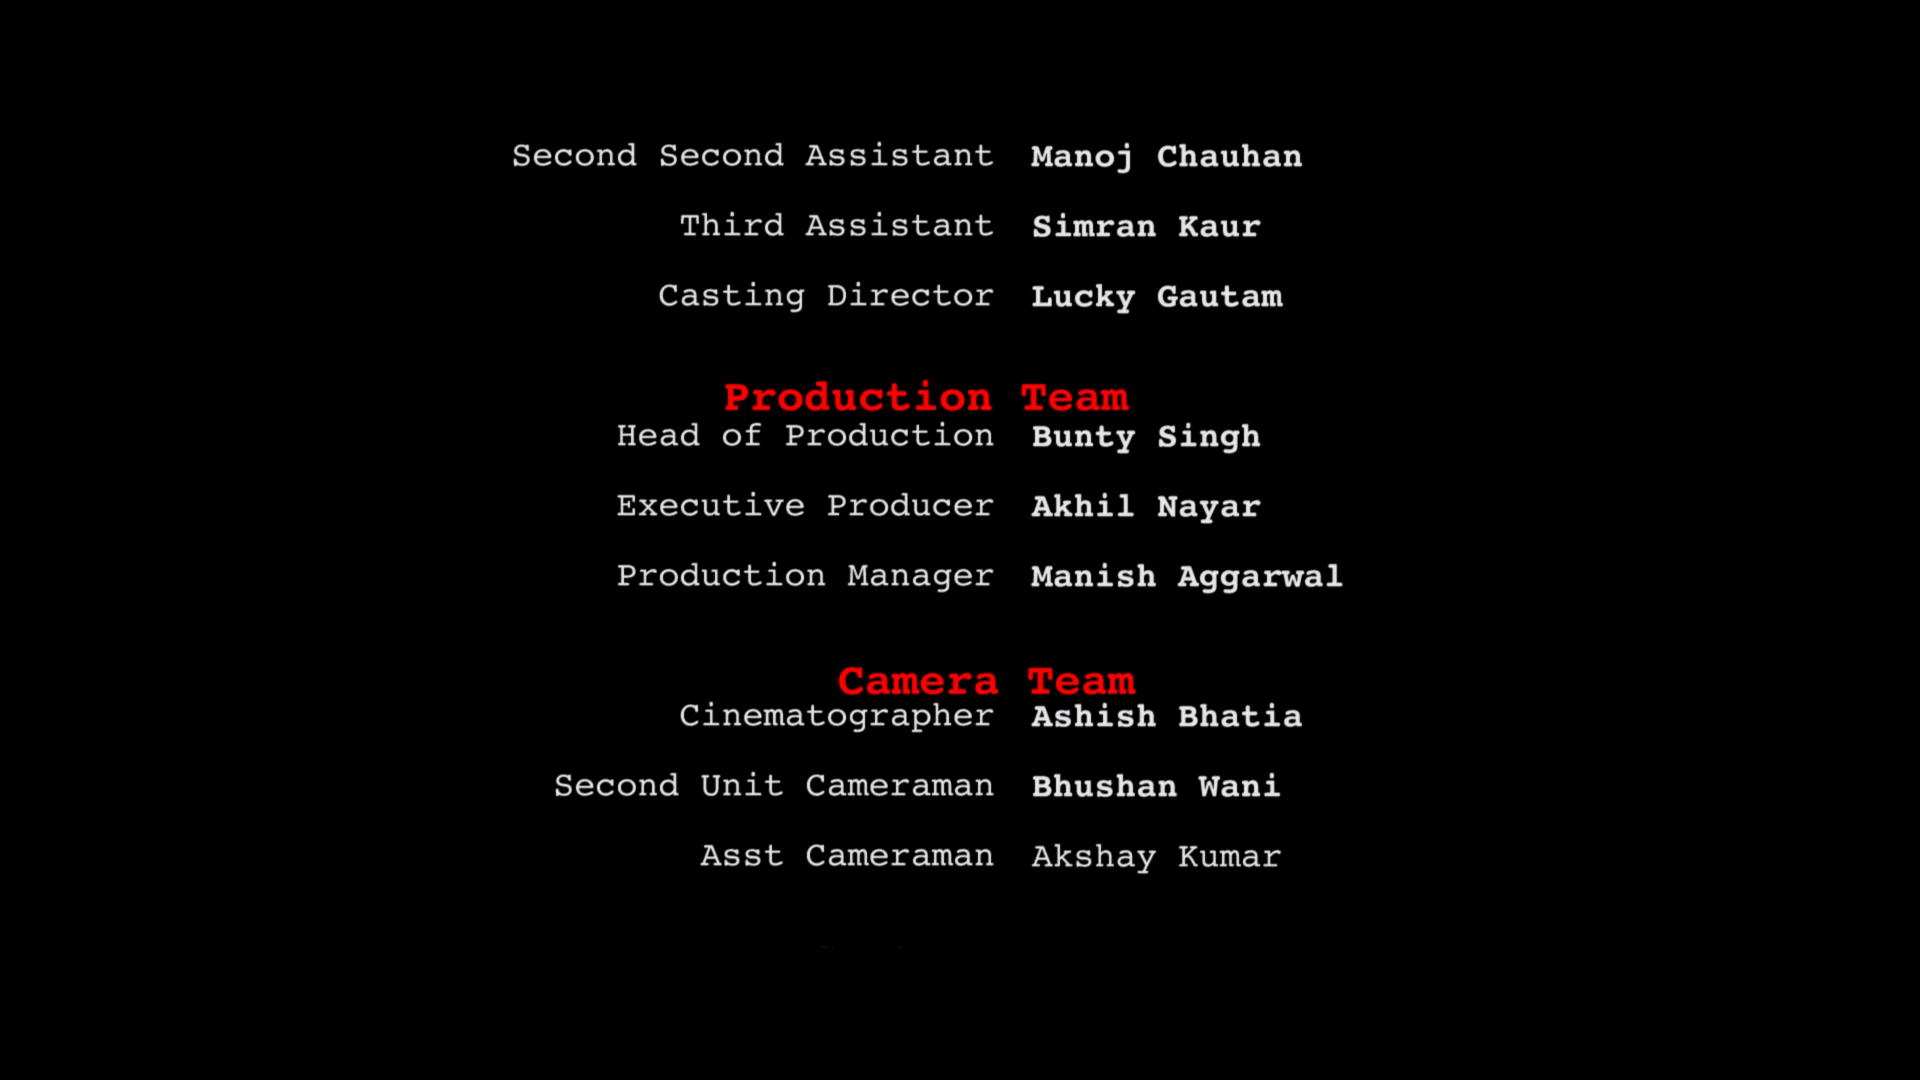 Second Second Assistant Manoj Chauhan
Third Assistant Simran Kaur
Casting Director Lucky Gautam
Production Team
Head of Production Bunty Singh
Executive Producer Akhil Nayar
Production Manager Manish Aggarwal
Camera Team
Cinematographer Ashish Bhatia
Second Unit Cameraman Bhushan Wani
Asst Cameraman Akshay Kumar